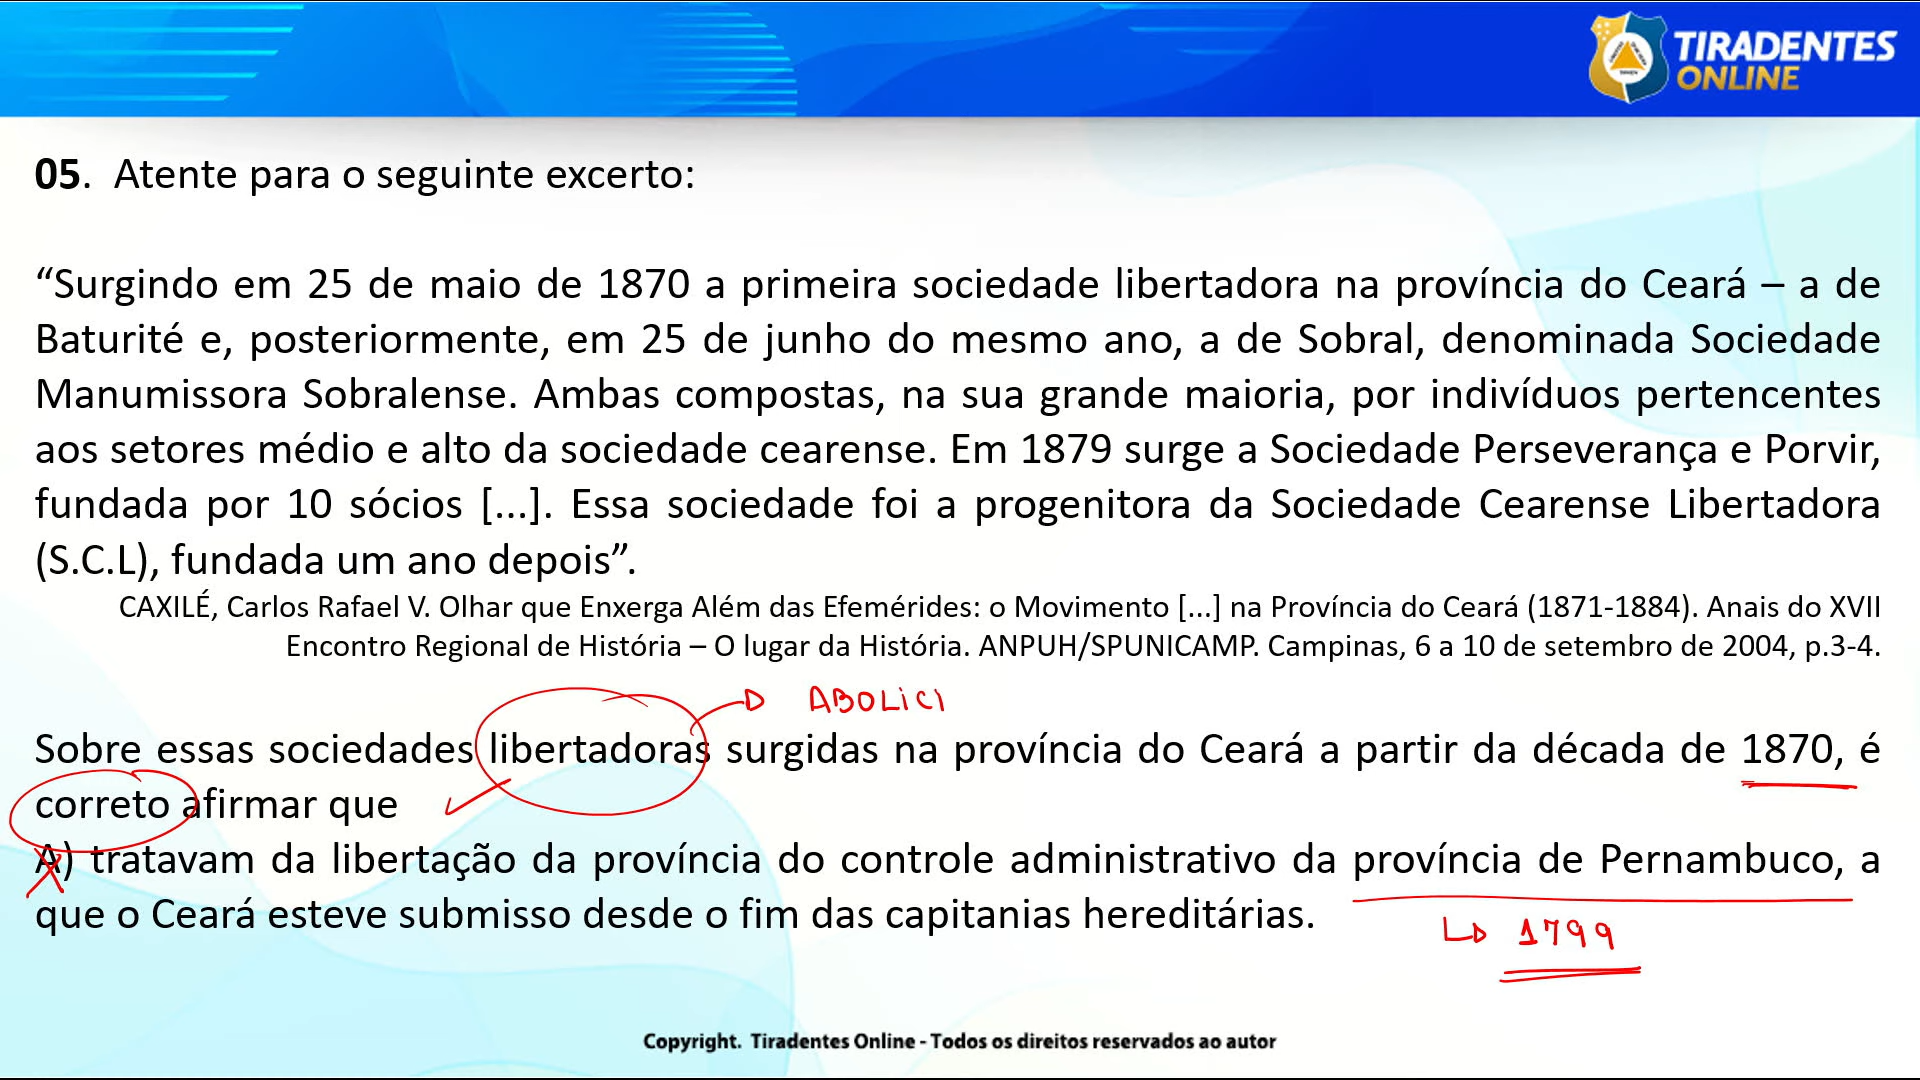 TIRADENTES
ONLINE
05. Atente para o seguinte excerto:
“Surgindo em 25 de maio de 1870 a primeira sociedade libertadora na província do Ceará – a de
Baturité e, posteriormente, em 25 de junho do mesmo ano, a de Sobral, denominada Sociedade
Manumissora Sobralense. Ambas compostas, na sua grande maioria, por indivíduos pertencentes
aos setores médio e alto da sociedade cearense. Em 1879 surge a Sociedade Perseverança e Porvir,
fundada por 10 sócios [...]. Essa sociedade foi a progenitora da Sociedade Cearense Libertadora
(S.C.L), fundada um ano depois”.
CAXILÉ, Carlos Rafael V. Olhar que Enxerga Além das Efemérides: o Movimento [...] na Província do Ceará (1871-1884). Anais do XVII
Encontro Regional de História – O lugar da História. ANPUH/SPUNICAMP. Campinas, 6 a 10 de setembro de 2004, p.3-4.
ABOLICI
Sobre essas sociedades libertadoras surgidas na província do Ceará a partir da década de 1870, é
correto afirmar que
A) tratavam da libertação da província do controle administrativo da província de Pernambuco, a
que o Ceará esteve submisso desde o fim das capitanias hereditárias.
1799
Copyright. Tiradentes Online - Todos os direitos reservados ao autor